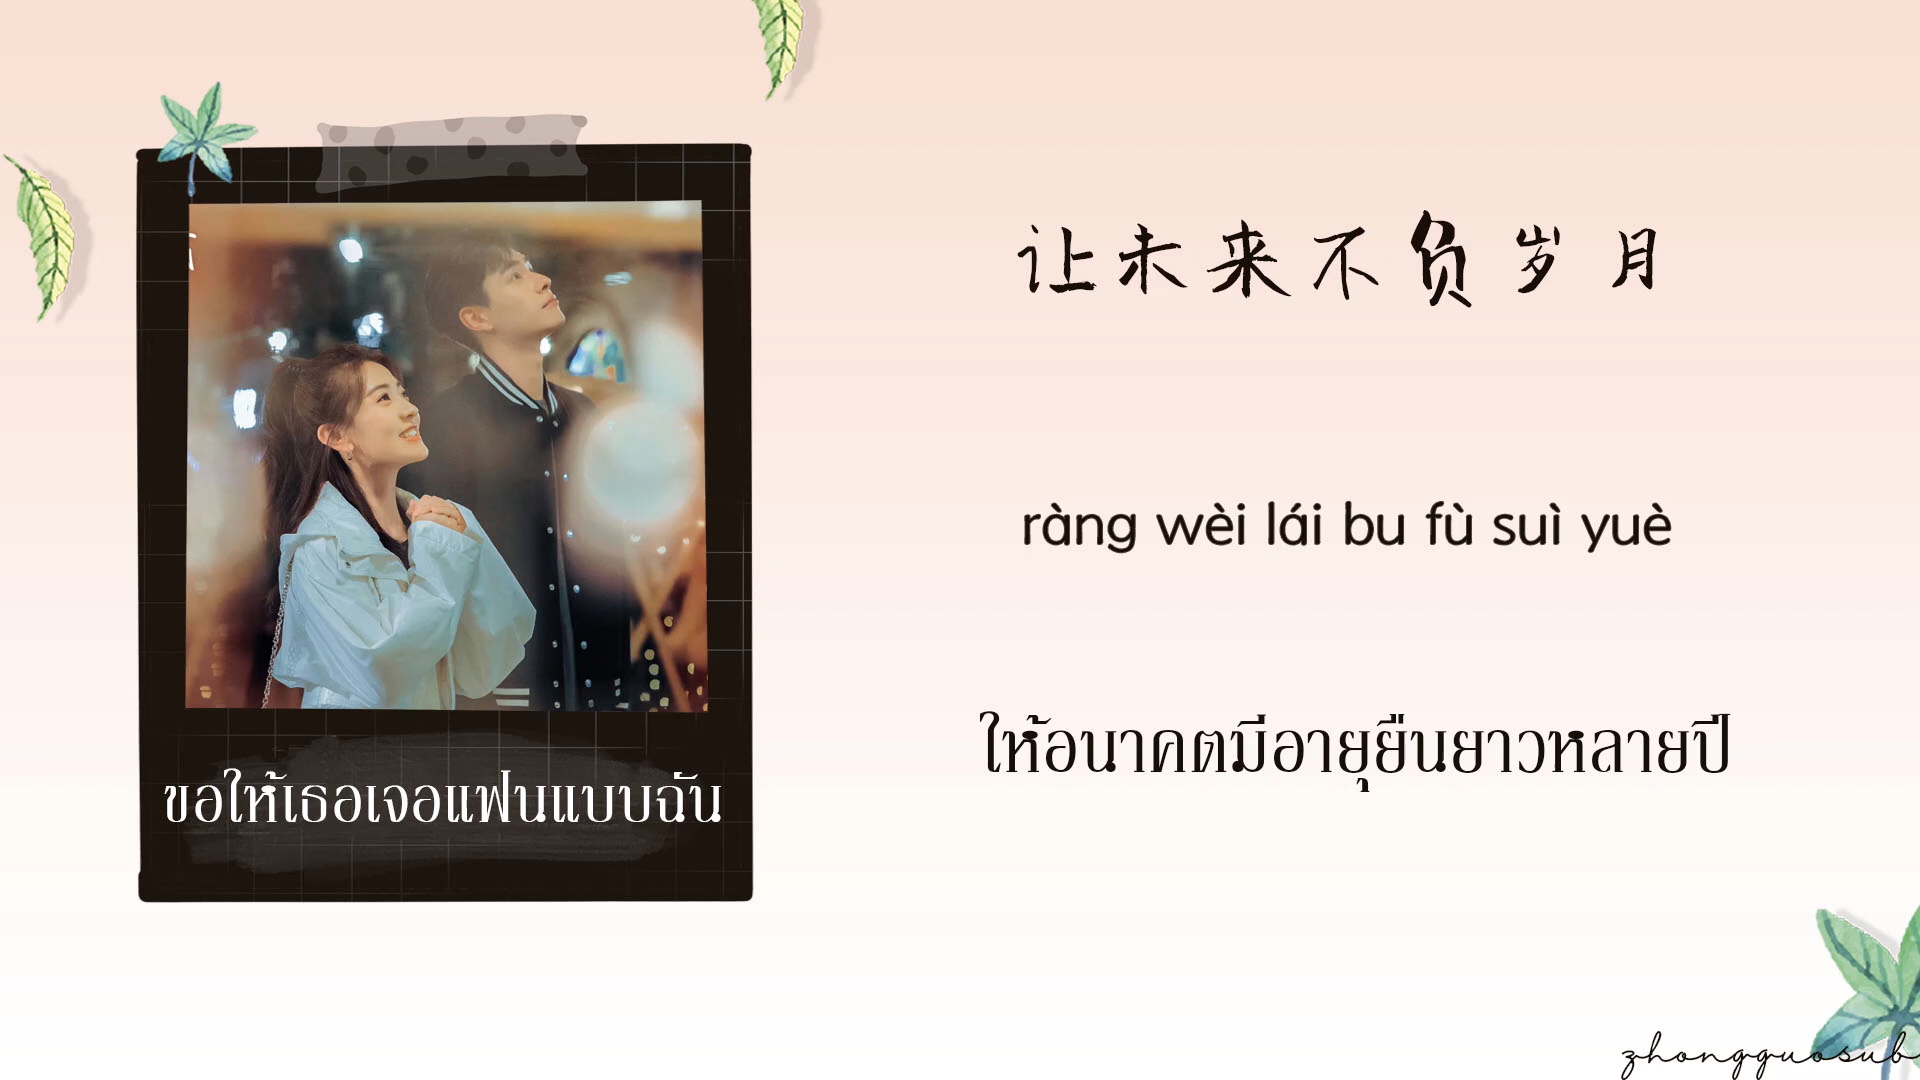 让未来不负岁月
ràng wèi lái bu fù suì yuè
ให้อนาคตมีอายุยืนยาวหลายปี
ขอให้เธอเจอแฟนแบบฉัน
zhongguosub